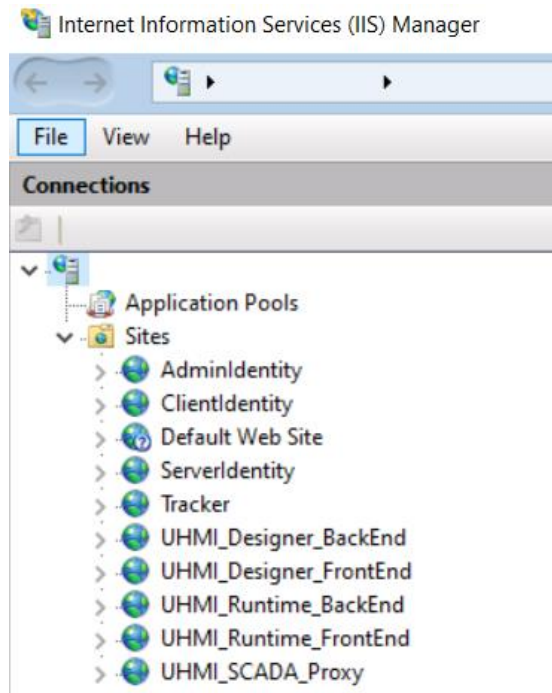 Internet Information Services (IIS) Manager
File View Help
Connections
Application Pools
Sites
AdminIdentity
ClientIdentity
Default Web Site
ServerIdentity
Tracker
UHMI_Designer_BackEnd
UHMI_Designer_FrontEnd
UHMI_Runtime_BackEnd
UHMI_Runtime_FrontEnd
UHMI_SCADA_Proxy